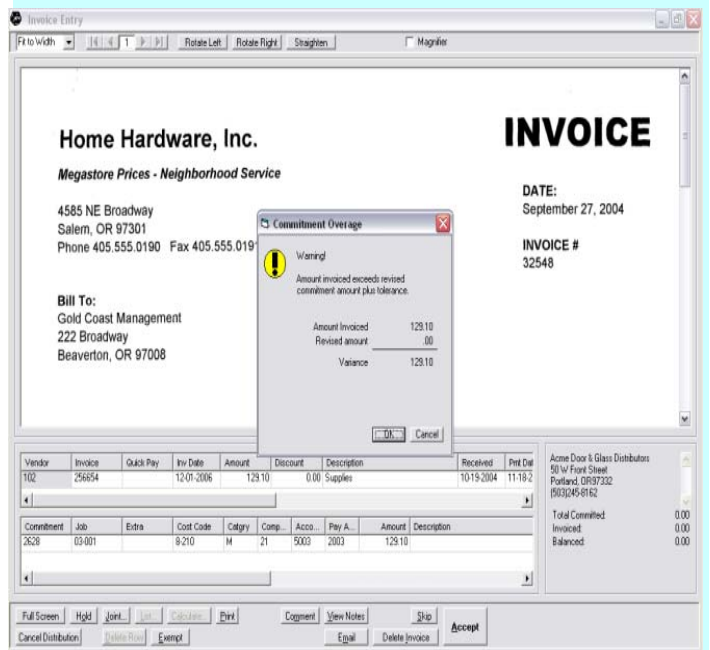 Invoice Entry
Fit to Width 1 Rotate Left Rotate Right Straighten Magnifier
Home Hardware, Inc.
INVOICE
Megastore Prices - Neighborhood Service
DATE:
September 27, 2004
4585 NE Broadway
Salem, OR 97301
Phone 405.555.0190 Fax 405.555.019
INVOICE #
32548
Bill To:
Gold Coast Management
222 Broadway
Beaverton, OR 97008
Commitment Overage
Warning!
Amount invoiced exceeds revised
commitment amount plus tolerance.
Amount Invoiced 129.10
Revised amount .00
Variance 129.10
OK Cancel
Vendor Invoice Quick Pay Inv Date Amount Discount Description Received Pmt Dat
102 256654 12-01-2006 129.10 0.00 Supplies 10-19-2004 11-18-2
Commitment Job Extra Cost Code Catgry Comp... Acco... Pay A... Amount Description
2628 03-001 8-210 M 21 5003 2003 129.10
Acme Door & Glass Distributors
50 W Front Street
Portland, OR97332
(503)245-8162
Total Committed: 0.00
Invoiced: 0.00
Balanced: 0.00
Full Screen Hold Joint... List... Calculate... Print Comment View Notes Skip Accept
Cancel Distribution Delete Row Exempt Email Delete Invoice